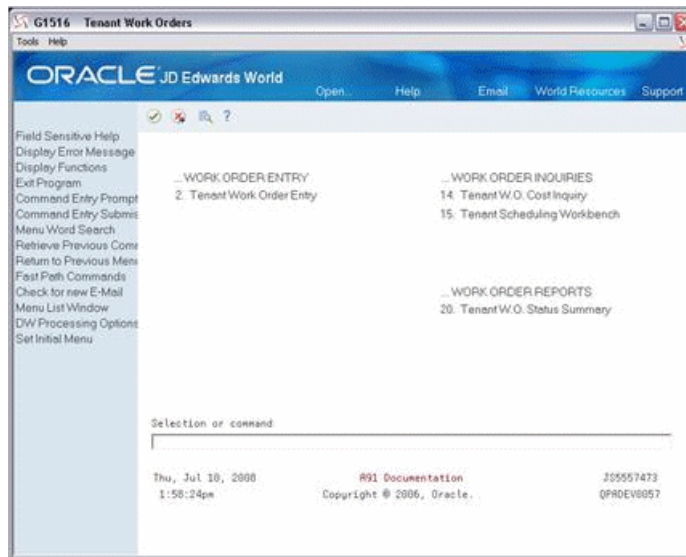 G1516 Tenant Work Orders
Tools Help
ORACLE JD Edwards World
Open... Help Email World Resources Support
Field Sensitive Help
Display Error Message
Display Functions
Exit Program
Command Entry Prompt
Command Entry Submis
Menu Word Search
Retrieve Previous Com
Return to Previous Men
Fast Path Commands
Check for new E-Mail
Menu List Window
DW Processing Options
Set Initial Menu
... WORK ORDER ENTRY
2. Tenant Work Order Entry
... WORK ORDER INQUIRIES
14. Tenant W.O. Cost Inquiry
15. Tenant Scheduling Workbench
... WORK ORDER REPORTS
20. Tenant W.O. Status Summary
Selection or command
Thu, Jul 10, 2008 A91 Documentation JS5557473
1:58:24pm Copyright © 2006, Oracle. QPADEV0057